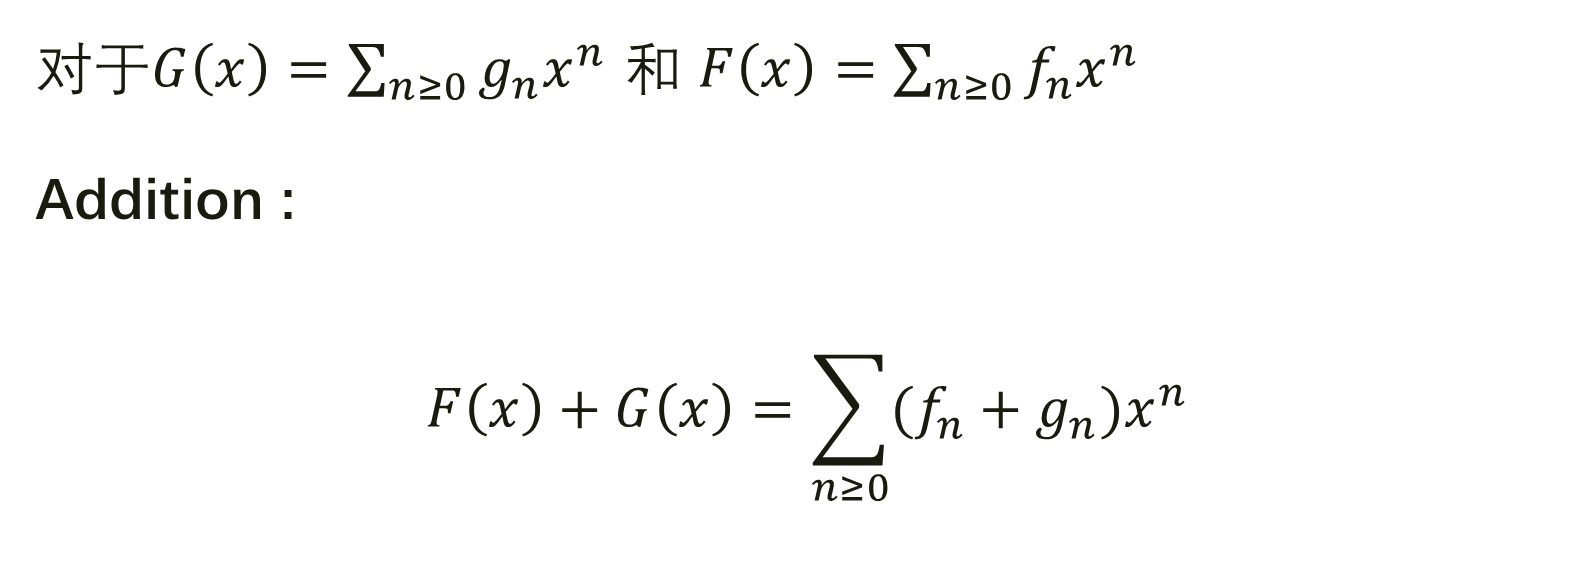 对于G(x) = ∑_{n≥0} g_n x^n 和 F(x) = ∑_{n≥0} f_n x^n
Addition :
F(x) + G(x) = ∑_{n≥0} (f_n + g_n)x^n